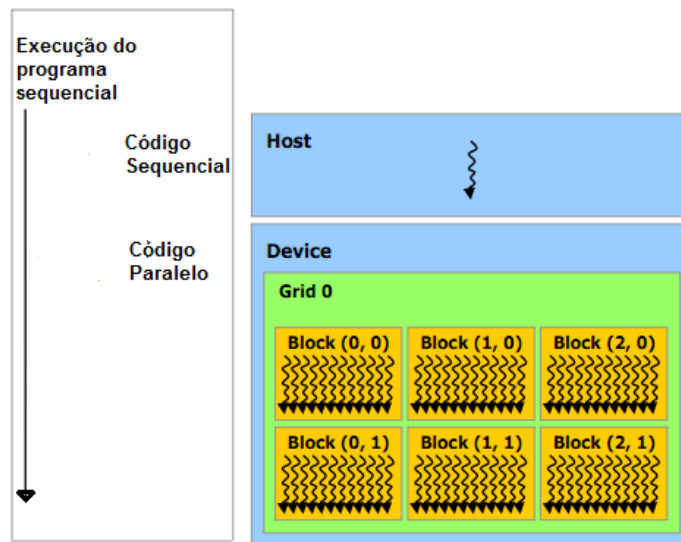 Execução do
programa
sequencial
Código
Sequencial
Host
Código
Paralelo
Device
Grid 0
Block (0, 0)
Block (1, 0)
Block (2, 0)
Block (0, 1)
Block (1, 1)
Block (2, 1)